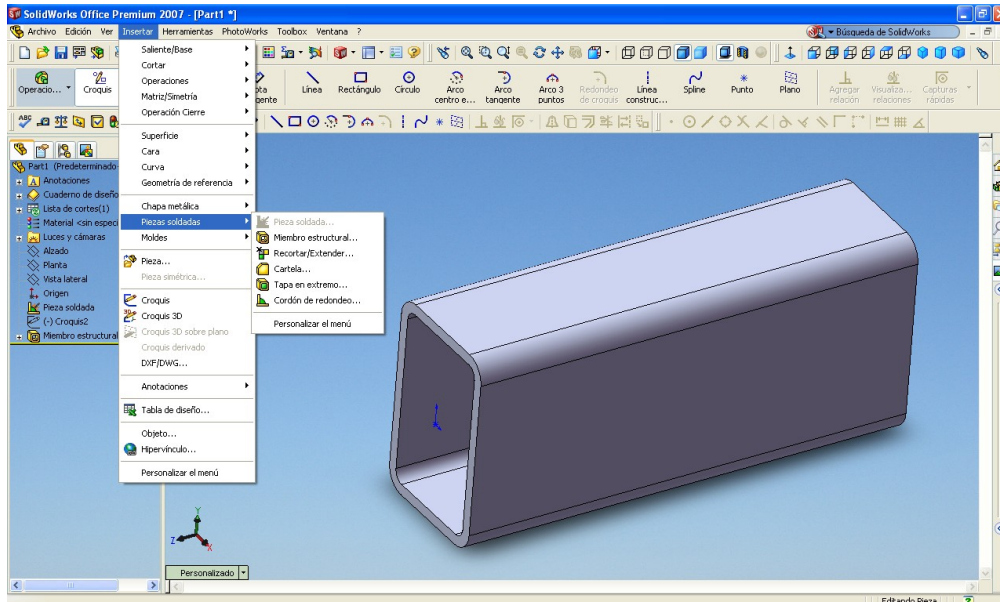 SolidWorks Office Premium 2007 - [Part1 *]
Archivo Edición Ver Insertar Herramientas PhotoWorks Toolbox Ventana ?
Búsqueda de SolidWorks
Operacio... Croquis
Línea Rectángulo Círculo Arco centro e... Arco tangente Arco 3 puntos Redondeo de croquis Línea construc... Spline Punto Plano Agregar relación Visualiza... relaciones Capturas rápidas
Saliente/Base
Cortar
Operaciones
Matriz/Simetría
Operación Cierre
Superficie
Cara
Curva
Geometría de referencia
Chapa metálica
Piezas soldadas
Moldes
Pieza...
Pieza simétrica...
Croquis
Croquis 3D
Croquis 3D sobre plano
Croquis derivado
DXF/DWG...
Anotaciones
Tabla de diseño...
Objeto...
Hipervínculo...
Personalizar el menú
Pieza soldada...
Miembro estructural...
Recortar/Extender...
Cartela...
Tapa en extremo...
Cordón de redondeo...
Personalizar el menú
Part1 (Predeterminado
Anotaciones
Cuaderno de diseño
Lista de cortes(1)
Material <sin especi
Luces y cámaras
Alzado
Planta
Vista lateral
Origen
Pieza soldada
(-) Croquis2
Miembro estructural
Y
Z
X
Personalizado
Editando Pieza